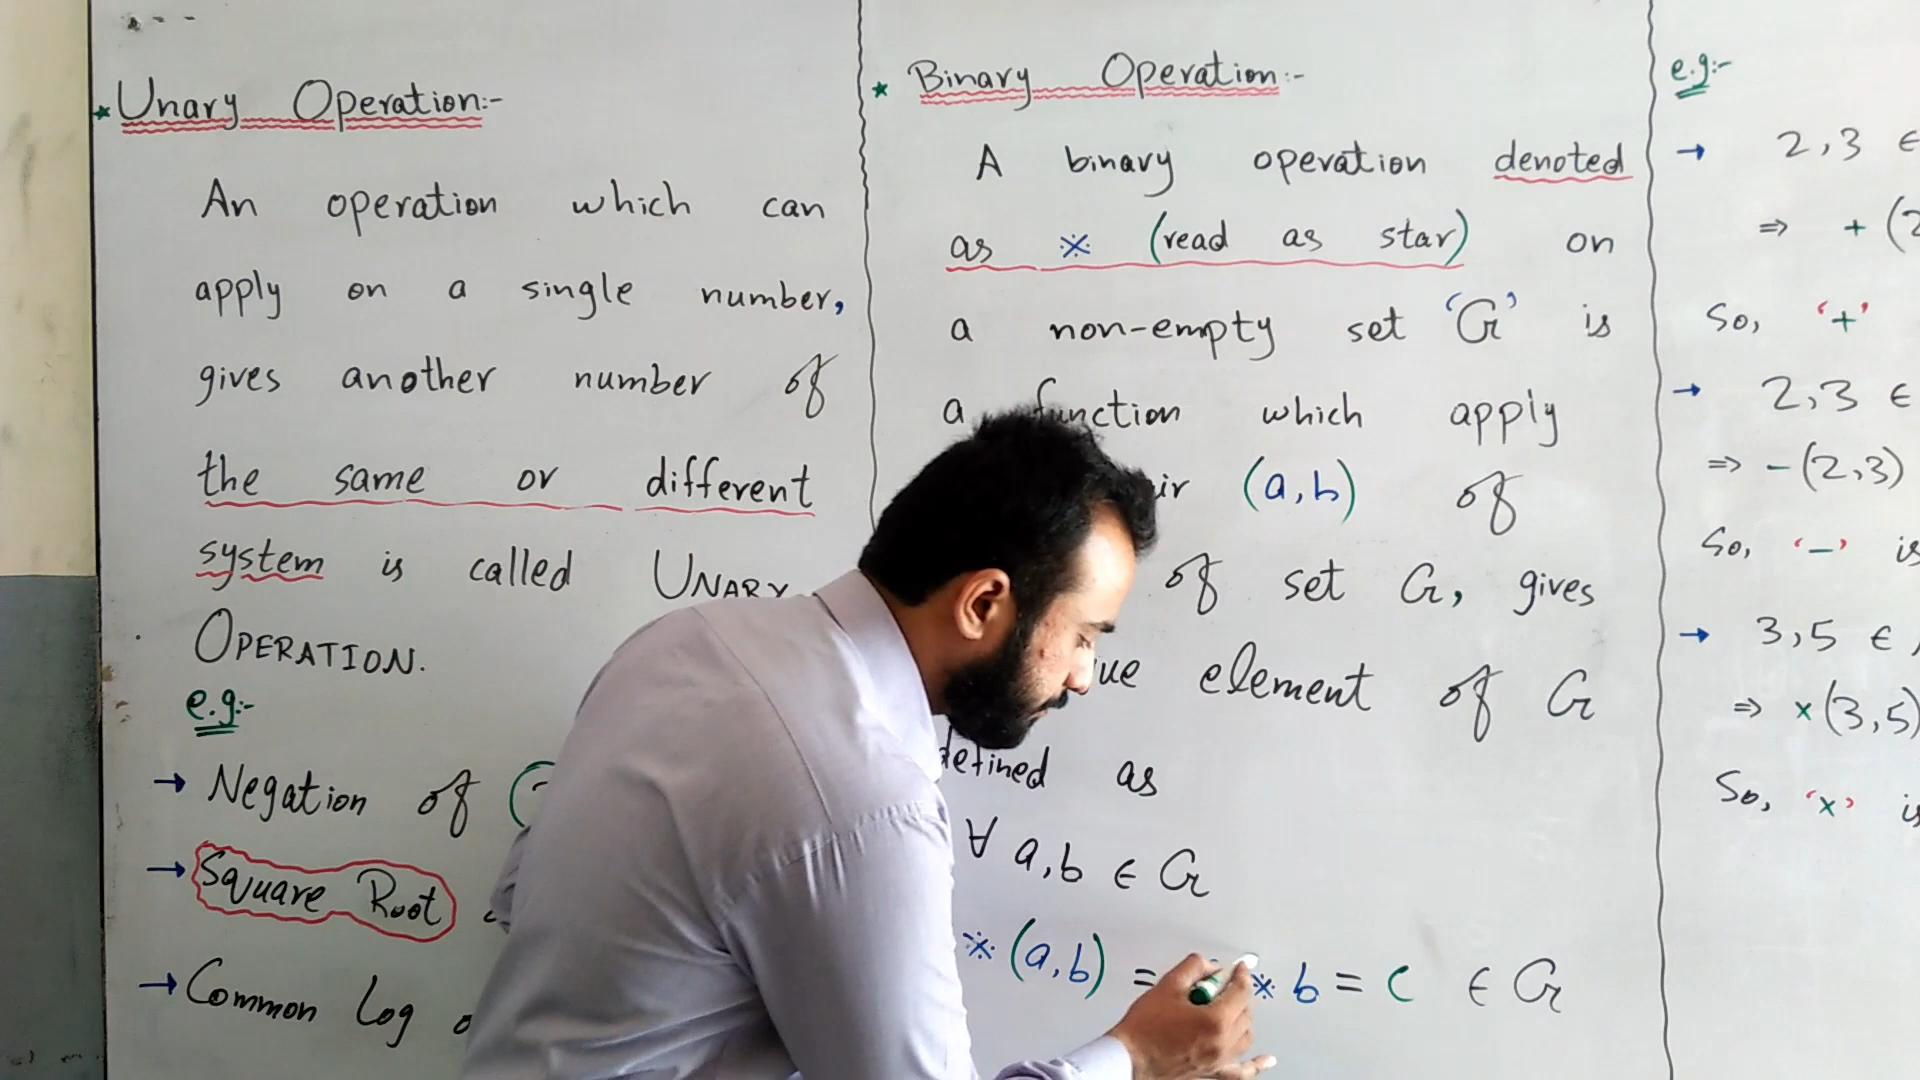 * Unary Operation:-
An operation which can
apply on a single number,
gives another number of
the same or different
system is called UNARY
OPERATION.
e.g:-
→ Negation of (
→ Square Root
→ Common Log
* Binary Operation:-
A binary operation denoted
as ※ (read as star) on
a non-empty set 'G' is
a function which apply
(a,b) of
of set G, gives
element of G
defined as
∀ a,b ∈ G
※ (a,b) = ※ b = c ∈ G
e.g:-
→ 2,3 ∈
⇒ + (2
So, '+'
→ 2,3 ∈
⇒ -(2,3)
So, '-' is
→ 3,5 ∈
⇒ ×(3,5)
So, '×' is